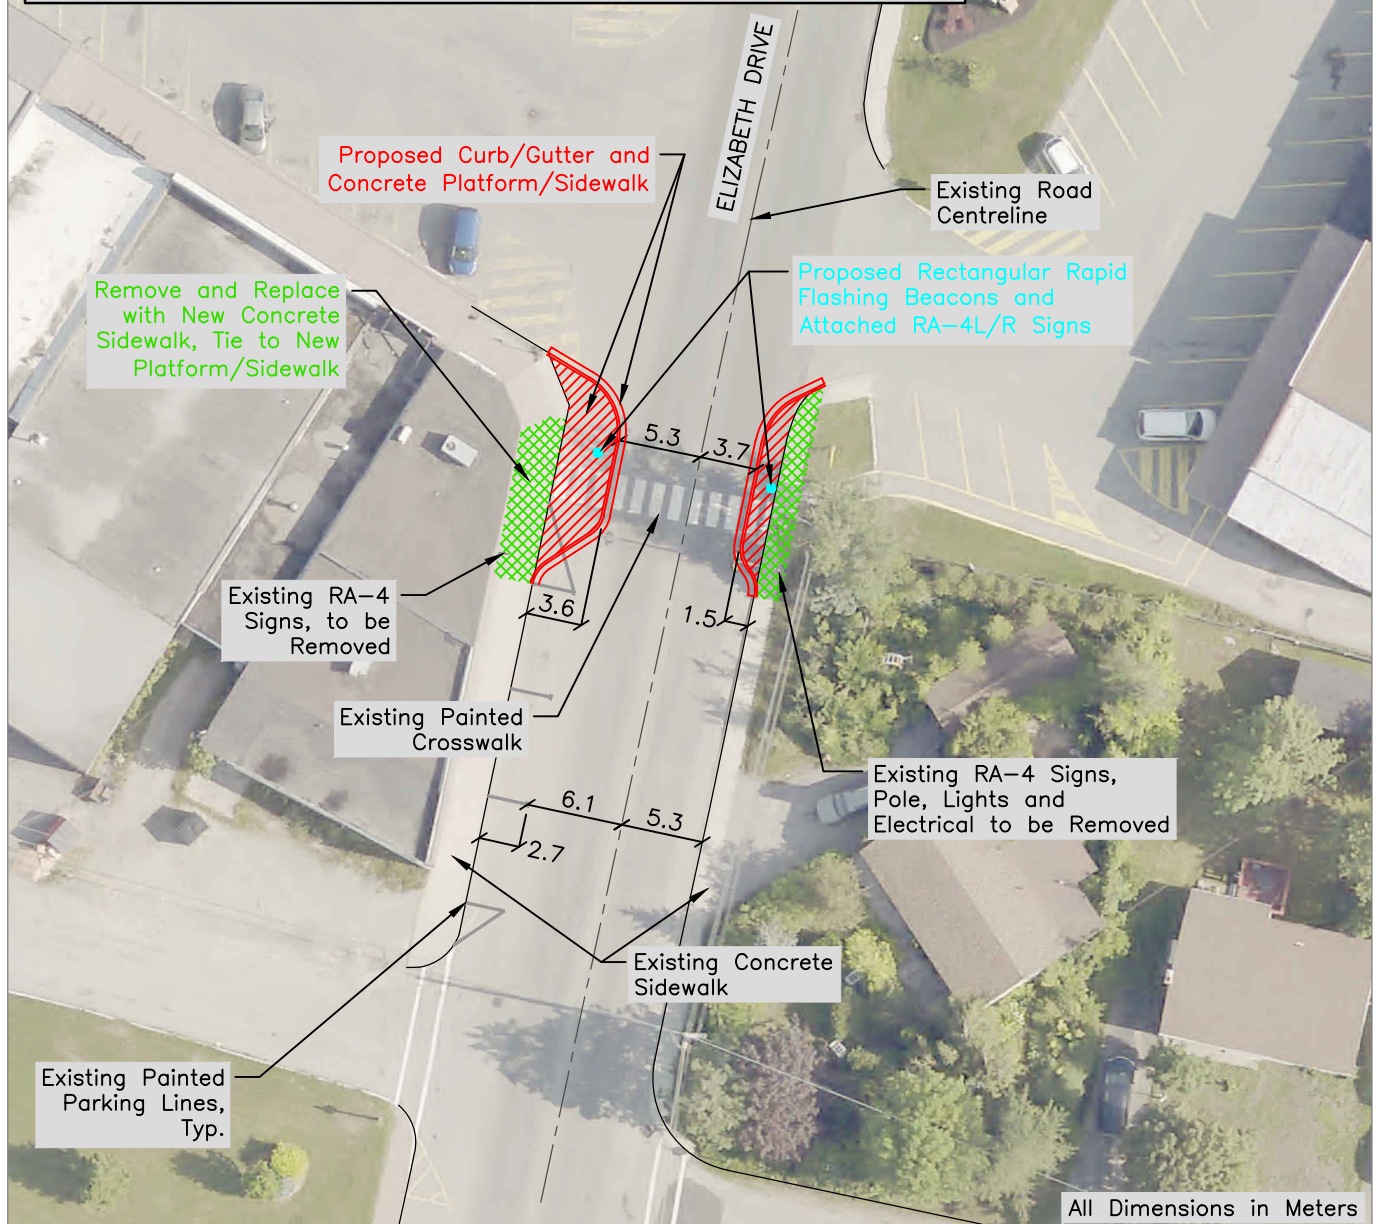 ELIZABETH DRIVE
Proposed Curb/Gutter and
Concrete Platform/Sidewalk
Existing Road
Centreline
Proposed Rectangular Rapid
Flashing Beacons and
Attached RA-4L/R Signs
Remove and Replace
with New Concrete
Sidewalk, Tie to New
Platform/Sidewalk
5.3
3.7
Existing RA-4
Signs, to be
Removed
3.6
1.5
Existing Painted
Crosswalk
Existing RA-4 Signs,
Pole, Lights and
Electrical to be Removed
6.1
5.3
2.7
Existing Concrete
Sidewalk
Existing Painted
Parking Lines,
Typ.
All Dimensions in Meters